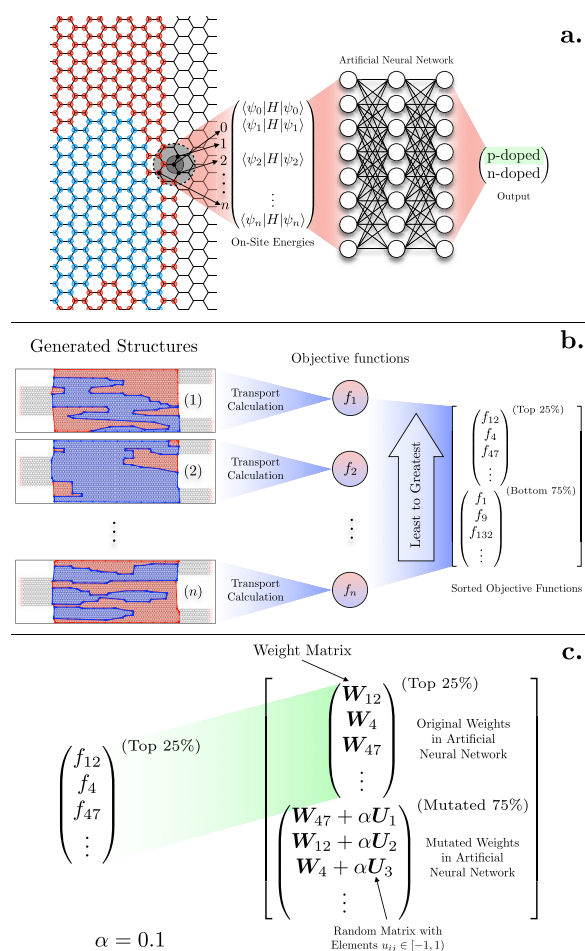 a.
Artificial Neural Network
0
1
2
n
⟨ψ₀|H|ψ₀⟩
⟨ψ₁|H|ψ₁⟩
⟨ψ₂|H|ψ₂⟩
⋮
⟨ψₙ|H|ψₙ⟩
On-Site Energies
p-doped
n-doped
Output
b.
Generated Structures
Objective functions
(1)
Transport
Calculation
f₁
(2)
Transport
Calculation
f₂
⋮
⋮
(n)
Transport
Calculation
fₙ
Least to Greatest
(Top 25%)
f₁₂
f₄
f₄₇
⋮
(Bottom 75%)
f₁
f₉
f₁₃₂
⋮
Sorted Objective Functions
c.
Weight Matrix
(Top 25%)
f₁₂
f₄
f₄₇
⋮
(Top 25%)
W₁₂
W₄
W₄₇
⋮
Original Weights
in Artificial
Neural Network
(Mutated 75%)
W₄₇ + αU₁
W₁₂ + αU₂
W₄ + αU₃
⋮
Mutated Weights
in Artificial
Neural Network
Random Matrix with
Elements uᵢⱼ ∈ [−1, 1)
α = 0.1